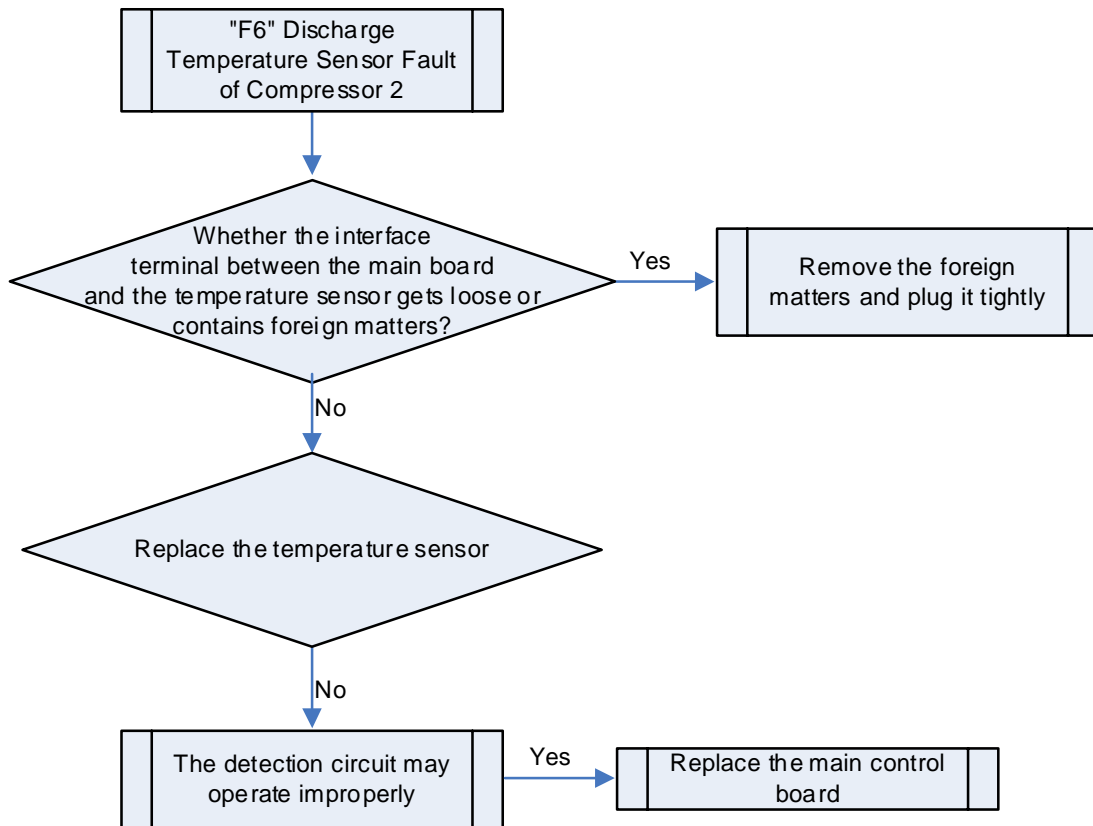 "F6" Discharge
Temperature Sensor Fault
of Compressor 2
Whether the interface
terminal between the main board
and the temperature sensor gets loose or
contains foreign matters?
Yes
Remove the foreign
matters and plug it tightly
No
Replace the temperature sensor
No
The detection circuit may
operate improperly
Yes
Replace the main control
board